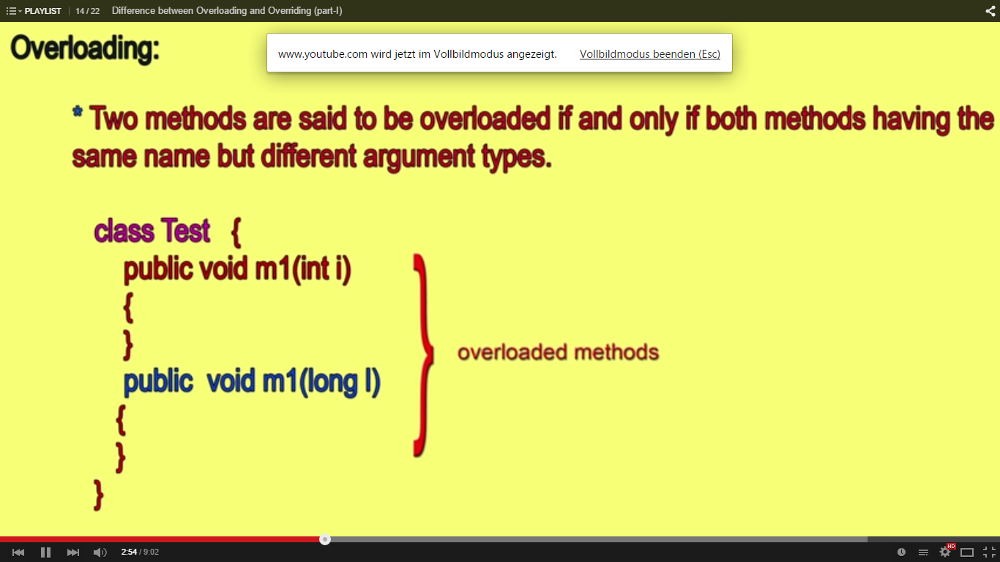 PLAYLIST | 14 / 22 Difference between Overloading and Overriding (part-I)
www.youtube.com wird jetzt im Vollbildmodus angezeigt. Vollbildmodus beenden (Esc)
Overloading:
* Two methods are said to be overloaded if and only if both methods having the
same name but different argument types.
class Test {
public void m1(int i)
{
}
overloaded methods
public void m1(long l)
{
}
}
2:54 / 9:02
HD